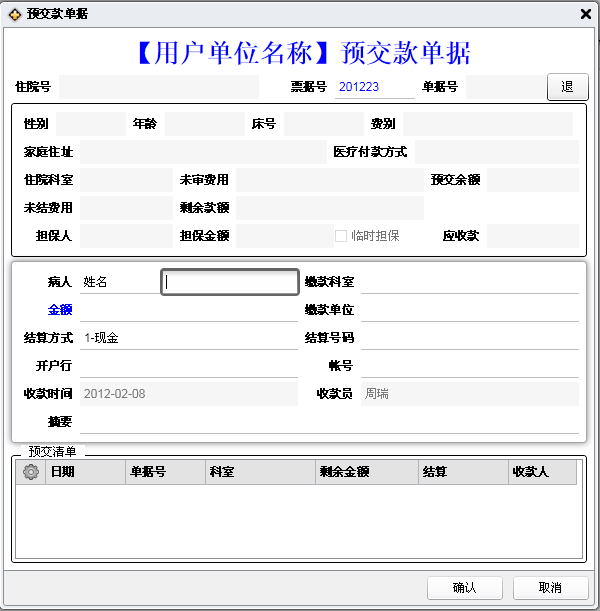 预交款单据
【用户单位名称】预交款单据
住院号 票据号 201223 单据号 退
性别 年龄 床号 费别
家庭住址 医疗付款方式
住院科室 未审费用 预交余额
未结费用 剩余款额
担保人 担保金额 临时担保 应收款
病人 姓名 缴款科室
金额 缴款单位
结算方式 1-现金 结算号码
开户行 帐号
收款时间 2012-02-08 收款员 周瑞
摘要
预交清单
日期 单据号 科室 剩余金额 结算 收款人
确认 取消